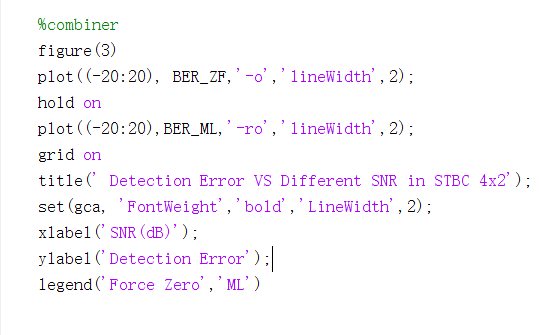 %combiner
figure(3)
plot((-20:20), BER_ZF,'-o','lineWidth',2);
hold on
plot((-20:20),BER_ML,'-ro','lineWidth',2);
grid on
title(' Detection Error VS Different SNR in STBC 4x2');
set(gca, 'FontWeight','bold','LineWidth',2);
xlabel('SNR(dB)');
ylabel('Detection Error');
legend('Force Zero','ML')